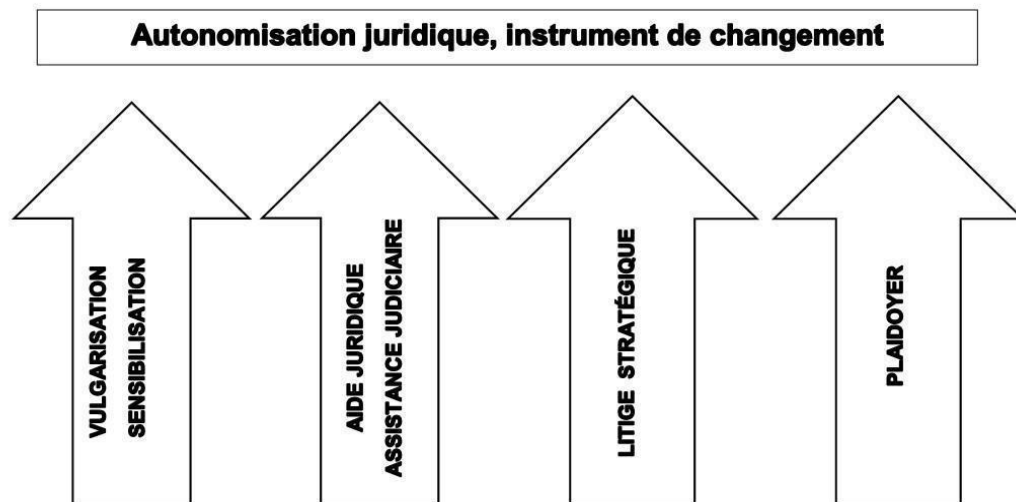 Autonomisation juridique, instrument de changement
VULGARISATION
SENSIBILISATION
AIDE JURIDIQUE
ASSISTANCE JUDICIAIRE
LITIGE STRATÉGIQUE
PLAIDOYER